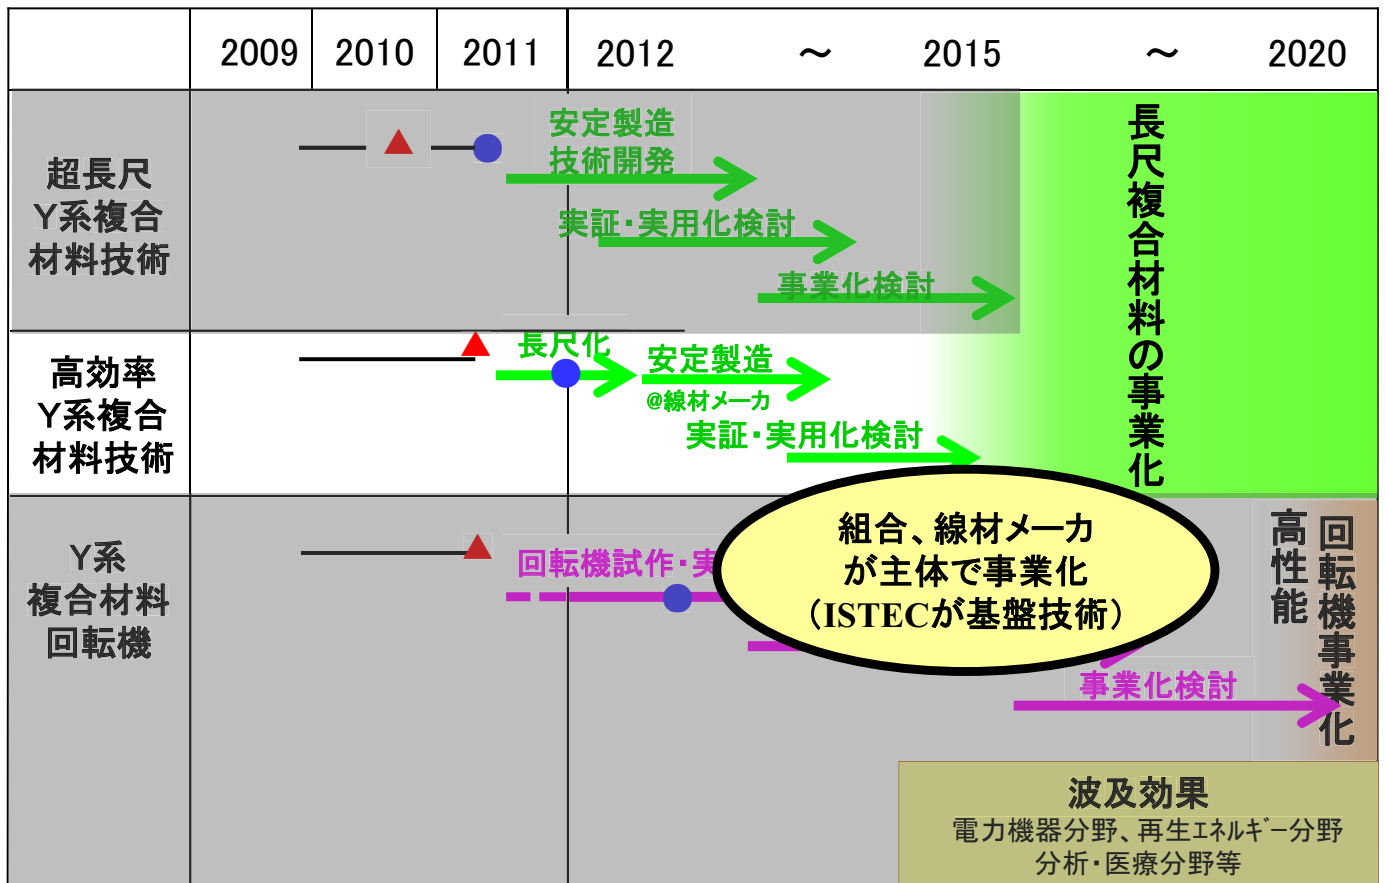 2009 2010 2011 2012 ～ 2015 ～ 2020
超長尺
Y系複合
材料技術
安定製造
技術開発
実証・実用化検討
事業化検討
長尺複合材料の事業化
高効率
Y系複合
材料技術
長尺化
安定製造
@線材メーカ
実証・実用化検討
Y系
複合材料
回転機
回転機試作・実
組合、線材メーカ
が主体で事業化
（ISTECが基盤技術）
事業化検討
高性能
回転機事業化
波及効果
電力機器分野、再生ｴﾈﾙｷﾞｰ分野
分析・医療分野等